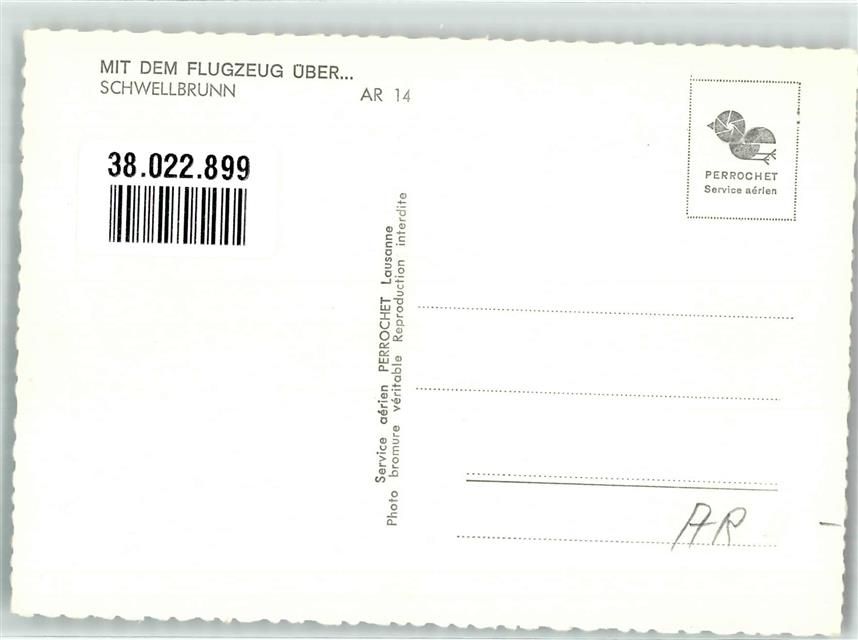 MIT DEM FLUGZEUG ÜBER...
SCHWELLBRUNN
AR 14
38.022.899
PERROCHET
Service aérien
Service aérien PERROCHET Lausanne
Photo bromure véritable Reproduction interdite
AR